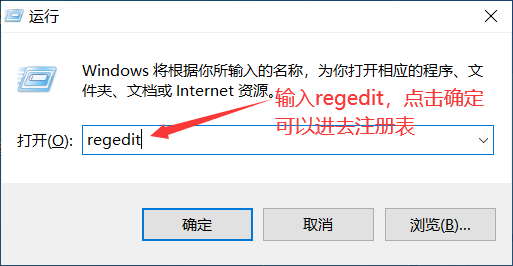 运行
Windows 将根据你所输入的名称，为你打开相应的程序、文
件夹、文档或 Internet 资源。
输入regedit，点击确定
可以进去注册表
打开(O):
regedit
确定
取消
浏览(B)...